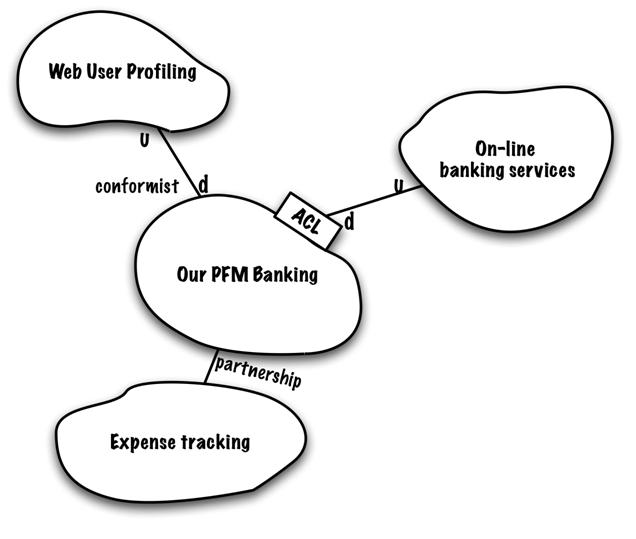 Web User Profiling
u
On-line
banking services
u
conformist
d
ACL
d
Our PFM Banking
partnership
Expense tracking